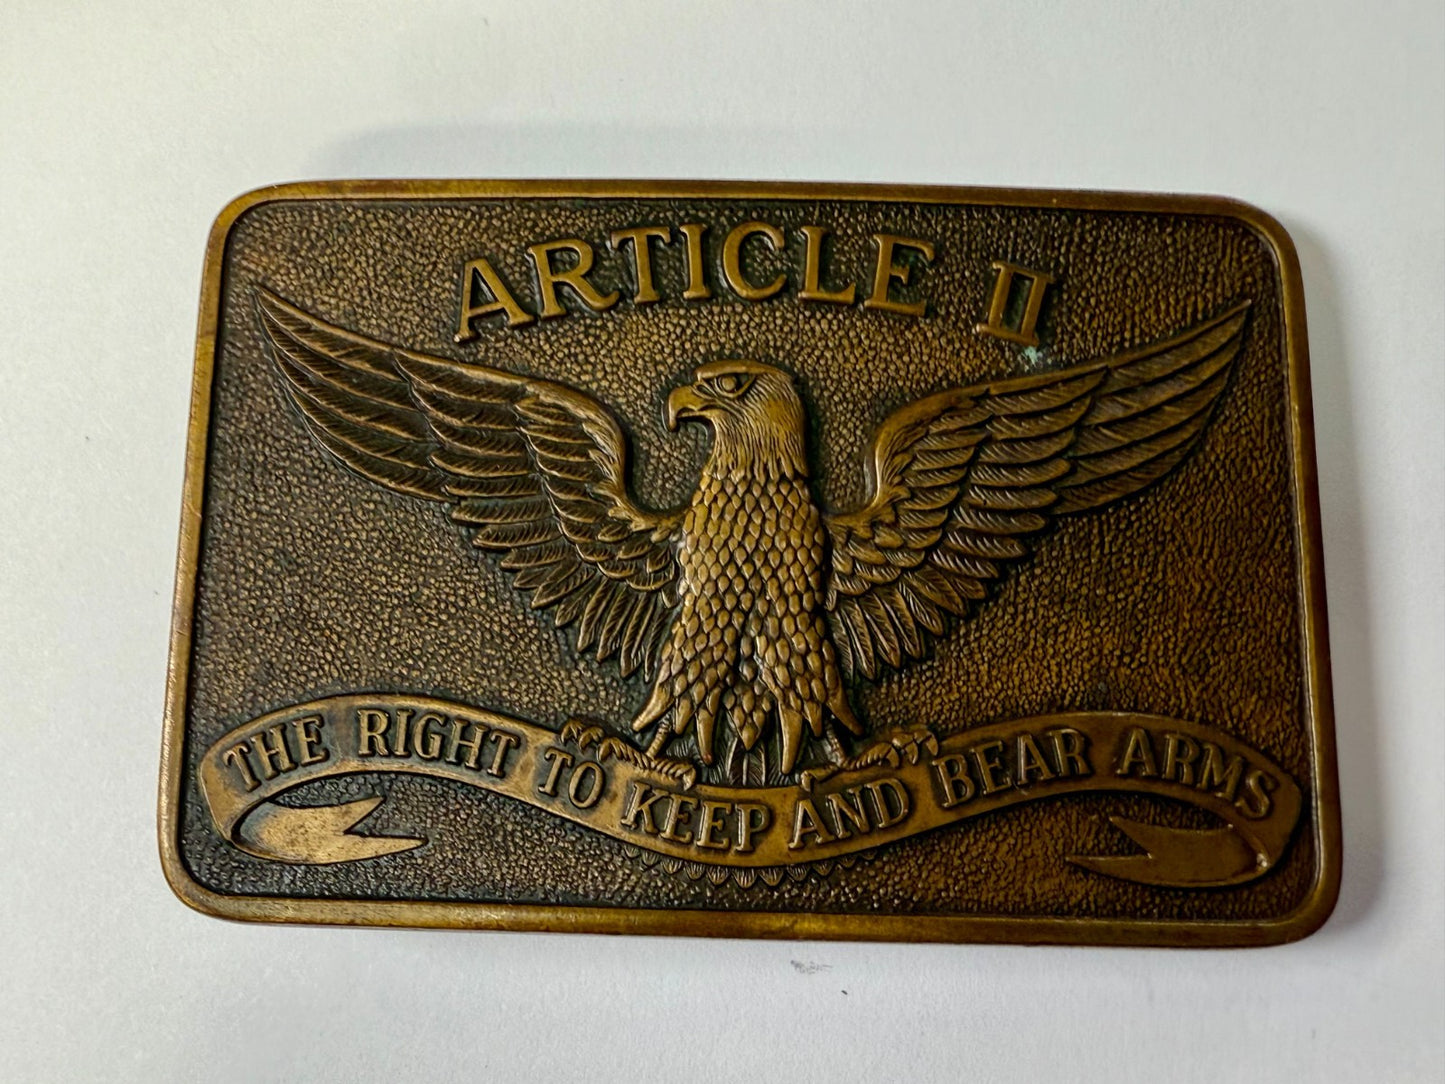 ARTICLE II
THE RIGHT TO KEEP AND BEAR ARMS